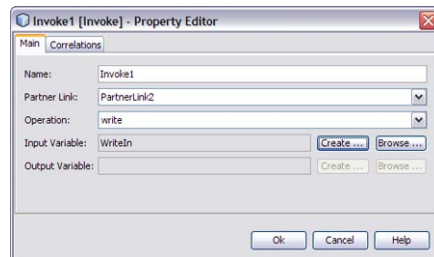 Invoke1 [Invoke] - Property Editor
Main Correlations
Name: Invoke1
Partner Link: PartnerLink2
Operation: write
Input Variable: WriteIn Create ... Browse ...
Output Variable: Create ... Browse ...
Ok Cancel Help